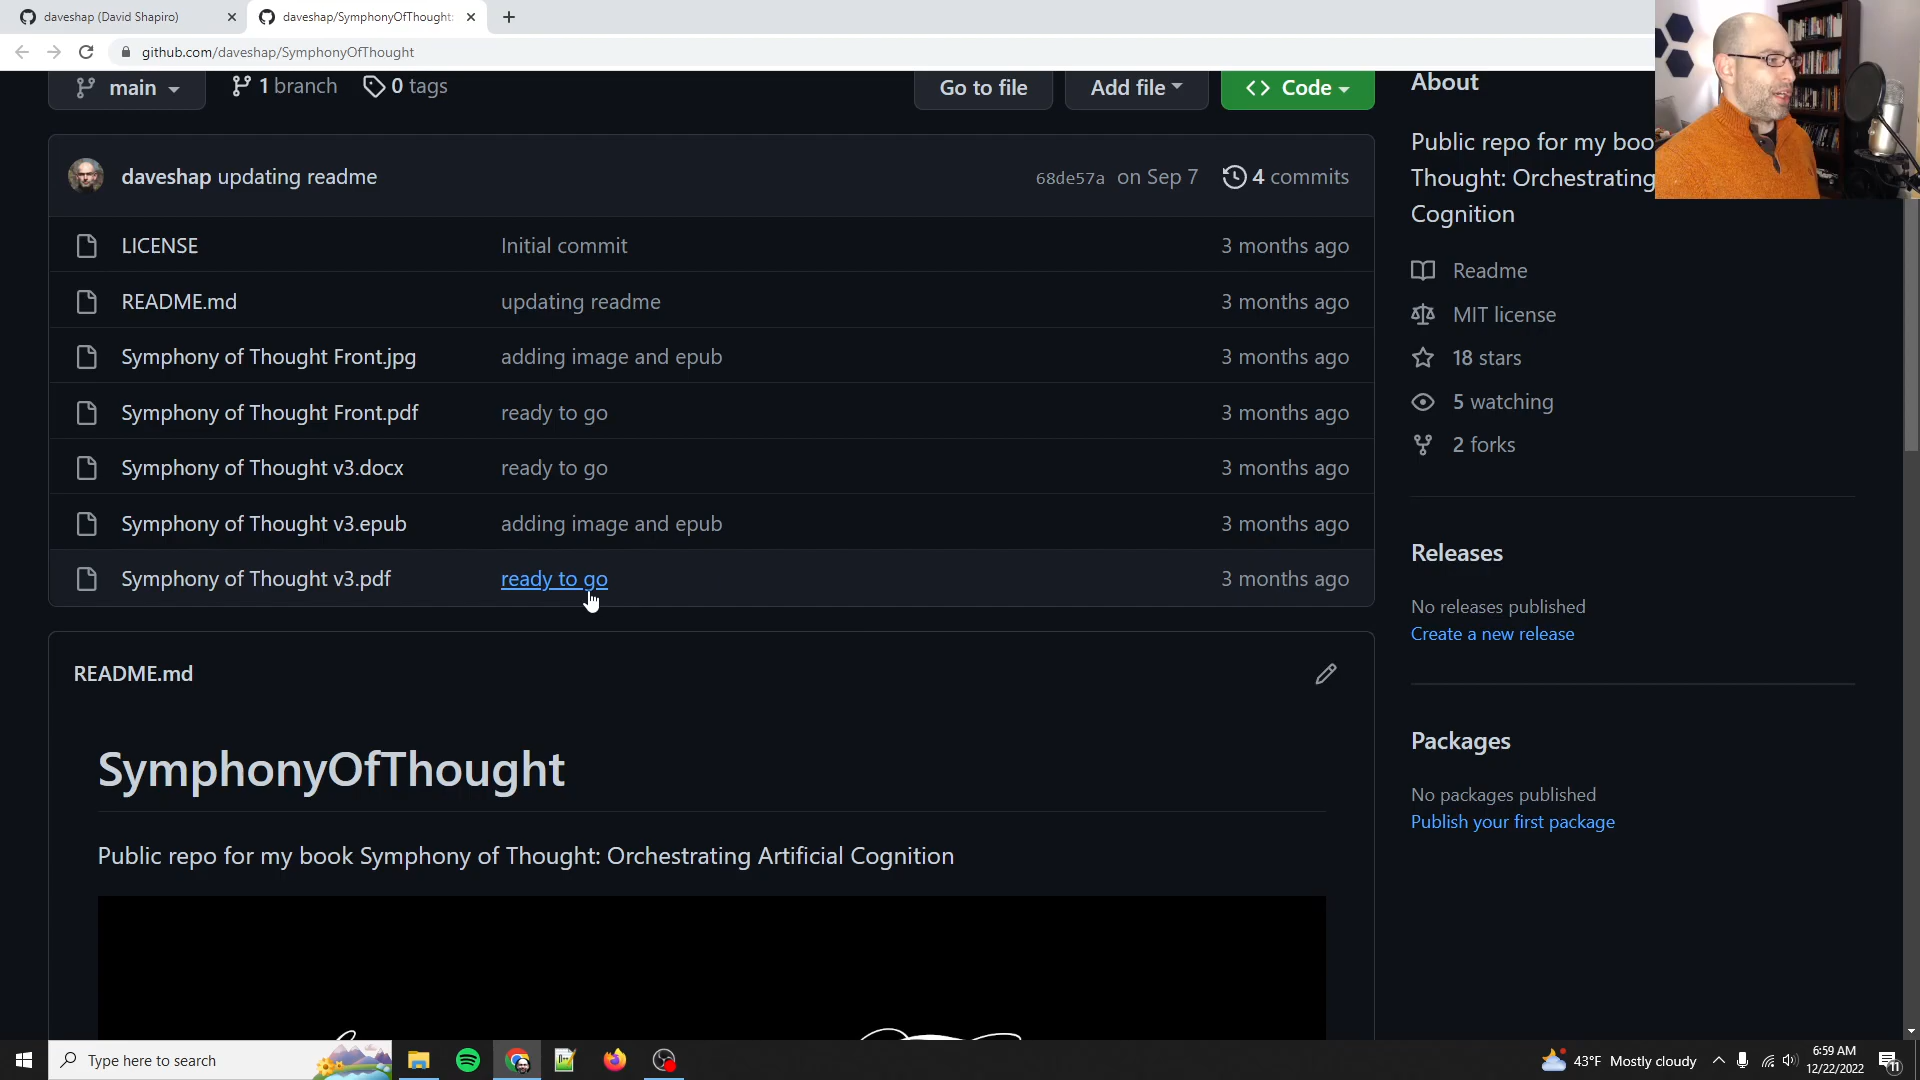 daveshap (David Shapiro)
daveshap/SymphonyOfThought:
github.com/daveshap/SymphonyOfThought
main
1 branch
0 tags
Go to file
Add file
Code
About
Public repo for my boo
Thought: Orchestrating
Cognition
daveshap updating readme
68de57a on Sep 7
4 commits
LICENSE
Initial commit
3 months ago
README.md
updating readme
3 months ago
Symphony of Thought Front.jpg
adding image and epub
3 months ago
Symphony of Thought Front.pdf
ready to go
3 months ago
Symphony of Thought v3.docx
ready to go
3 months ago
Symphony of Thought v3.epub
adding image and epub
3 months ago
Symphony of Thought v3.pdf
ready to go
3 months ago
Readme
MIT license
18 stars
5 watching
2 forks
Releases
No releases published
Create a new release
Packages
No packages published
Publish your first package
README.md
SymphonyOfThought
Public repo for my book Symphony of Thought: Orchestrating Artificial Cognition
Type here to search
43°F Mostly cloudy
6:59 AM
12/22/2022
11